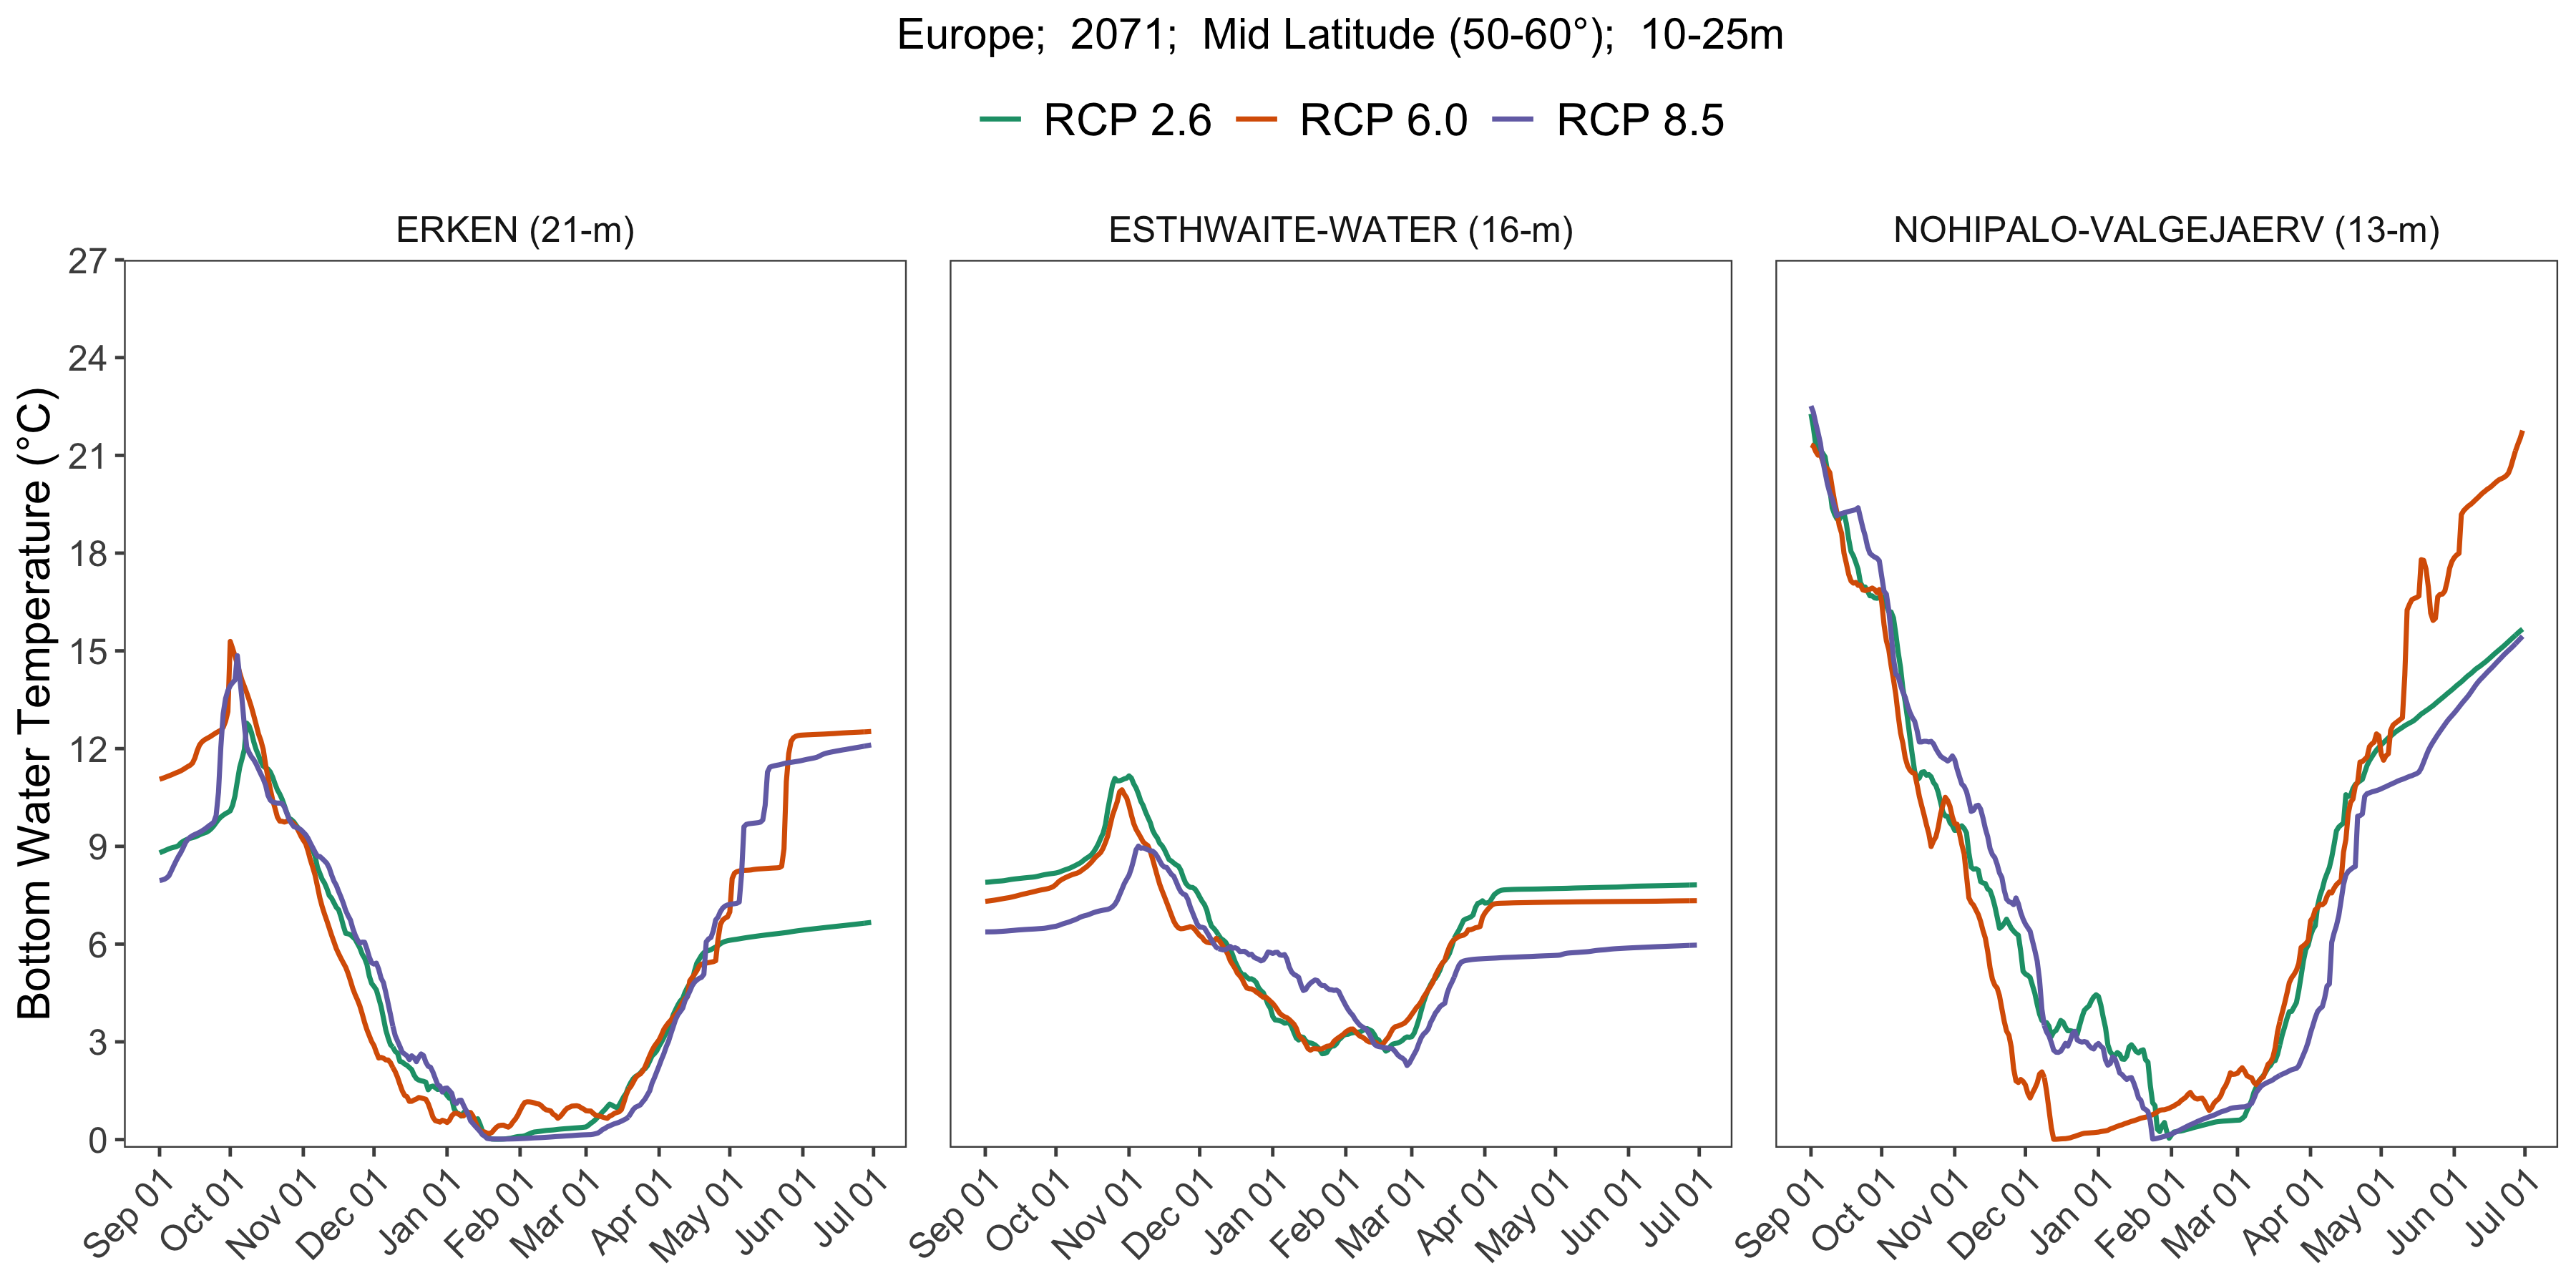 Europe;  2071;  Mid Latitude (50-60°);  10-25m
RCP 2.6 RCP 6.0 RCP 8.5
ERKEN (21-m) ESTHWAITE-WATER (16-m) NOHIPALO-VALGEJAERV (13-m)
Bottom Water Temperature (°C)
27
24
21
18
15
12
9
6
3
0
Sep 01 Oct 01 Nov 01 Dec 01 Jan 01 Feb 01 Mar 01 Apr 01 May 01 Jun 01 Jul 01
Sep 01 Oct 01 Nov 01 Dec 01 Jan 01 Feb 01 Mar 01 Apr 01 May 01 Jun 01 Jul 01
Sep 01 Oct 01 Nov 01 Dec 01 Jan 01 Feb 01 Mar 01 Apr 01 May 01 Jun 01 Jul 01